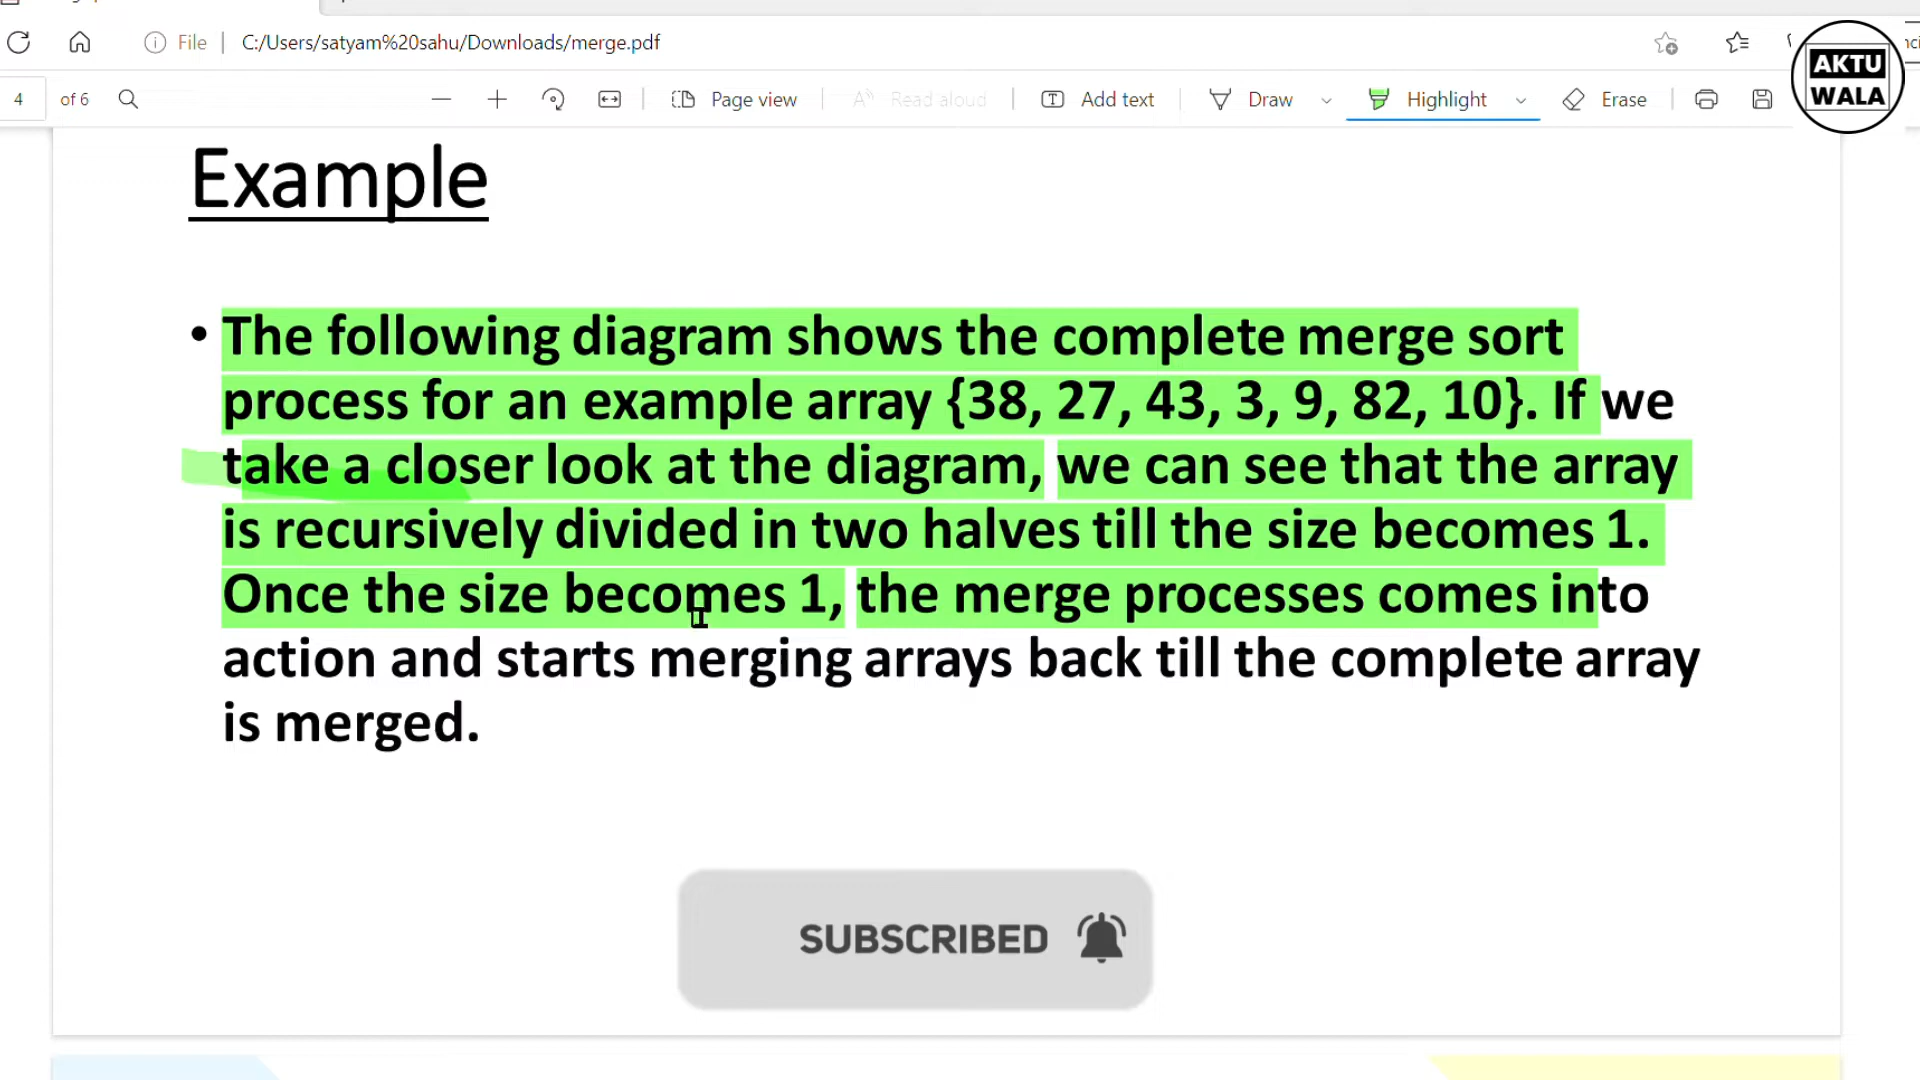 File C:/Users/satyam%20sahu/Downloads/merge.pdf
AKTU
WALA
4 of 6 Page view Read aloud Add text Draw Highlight Erase
Example
• The following diagram shows the complete merge sort
process for an example array {38, 27, 43, 3, 9, 82, 10}. If we
take a closer look at the diagram, we can see that the array
is recursively divided in two halves till the size becomes 1.
Once the size becomes 1, the merge processes comes into
action and starts merging arrays back till the complete array
is merged.
SUBSCRIBED